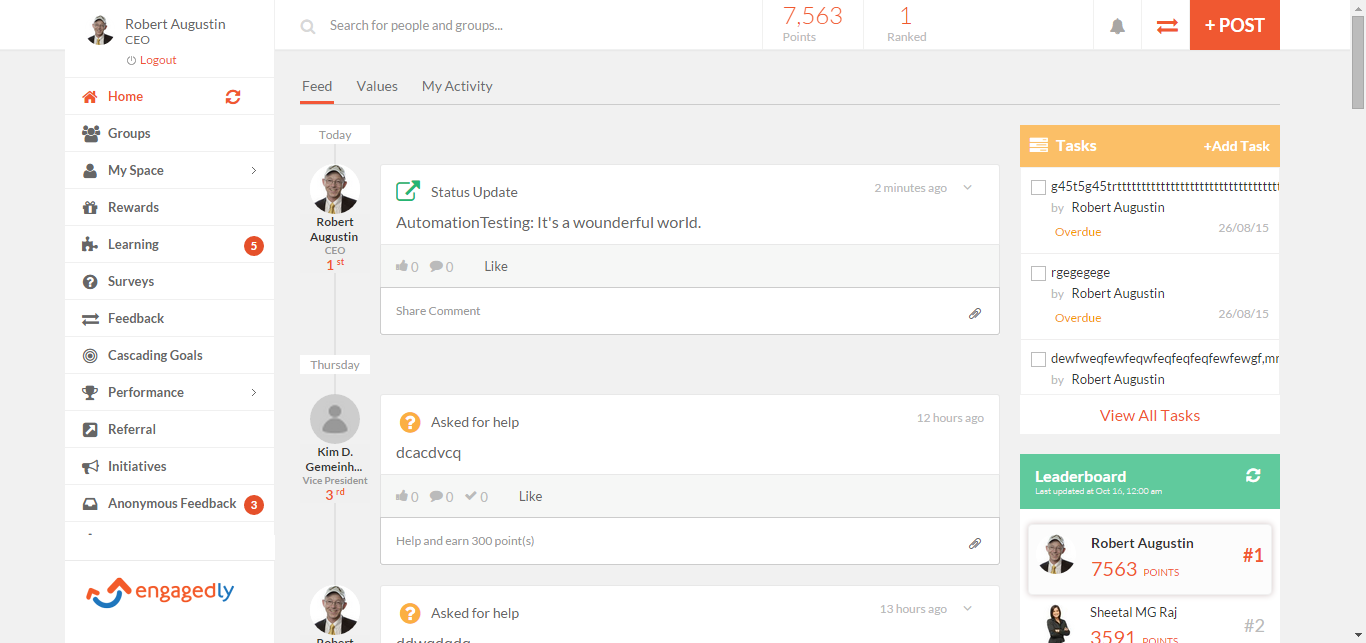 Robert Augustin
CEO
Logout
Home
Groups
My Space
Rewards
Learning
5
Surveys
Feedback
Cascading Goals
Performance
Referral
Initiatives
Anonymous Feedback
3
engagedly
Search for people and groups...
7,563
Points
1
Ranked
+ POST
Feed
Values
My Activity
Today
Robert
Augustin
CEO
1 st
Status Update
2 minutes ago
AutomationTesting: It's a wounderful world.
0 0 Like
Share Comment
Thursday
Kim D.
Gemeinh...
Vice President
3 rd
Asked for help
12 hours ago
dcacdvcq
0 0 0 Like
Help and earn 300 point(s)
Robert
Asked for help
13 hours ago
Tasks
+Add Task
by Robert Augustin
Overdue
26/08/15
rgegegege
by Robert Augustin
Overdue
26/08/15
by Robert Augustin
View All Tasks
Leaderboard
Last updated at Oct 16, 12:00 am
Robert Augustin
7563 POINTS
#1
Sheetal MG Raj
3591 POINTS
#2